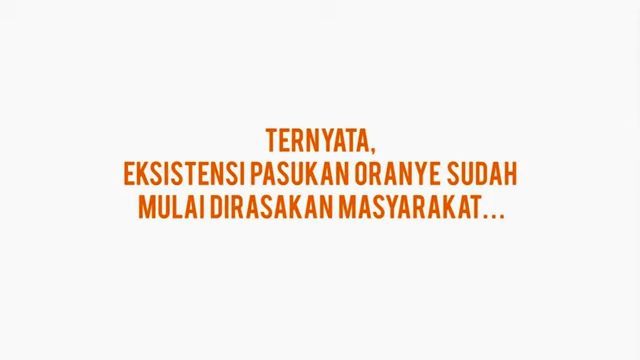 TERNYATA,
EKSISTENSI PASUKAN ORANYE SUDAH
MULAI DIRASAKAN MASYARAKAT...